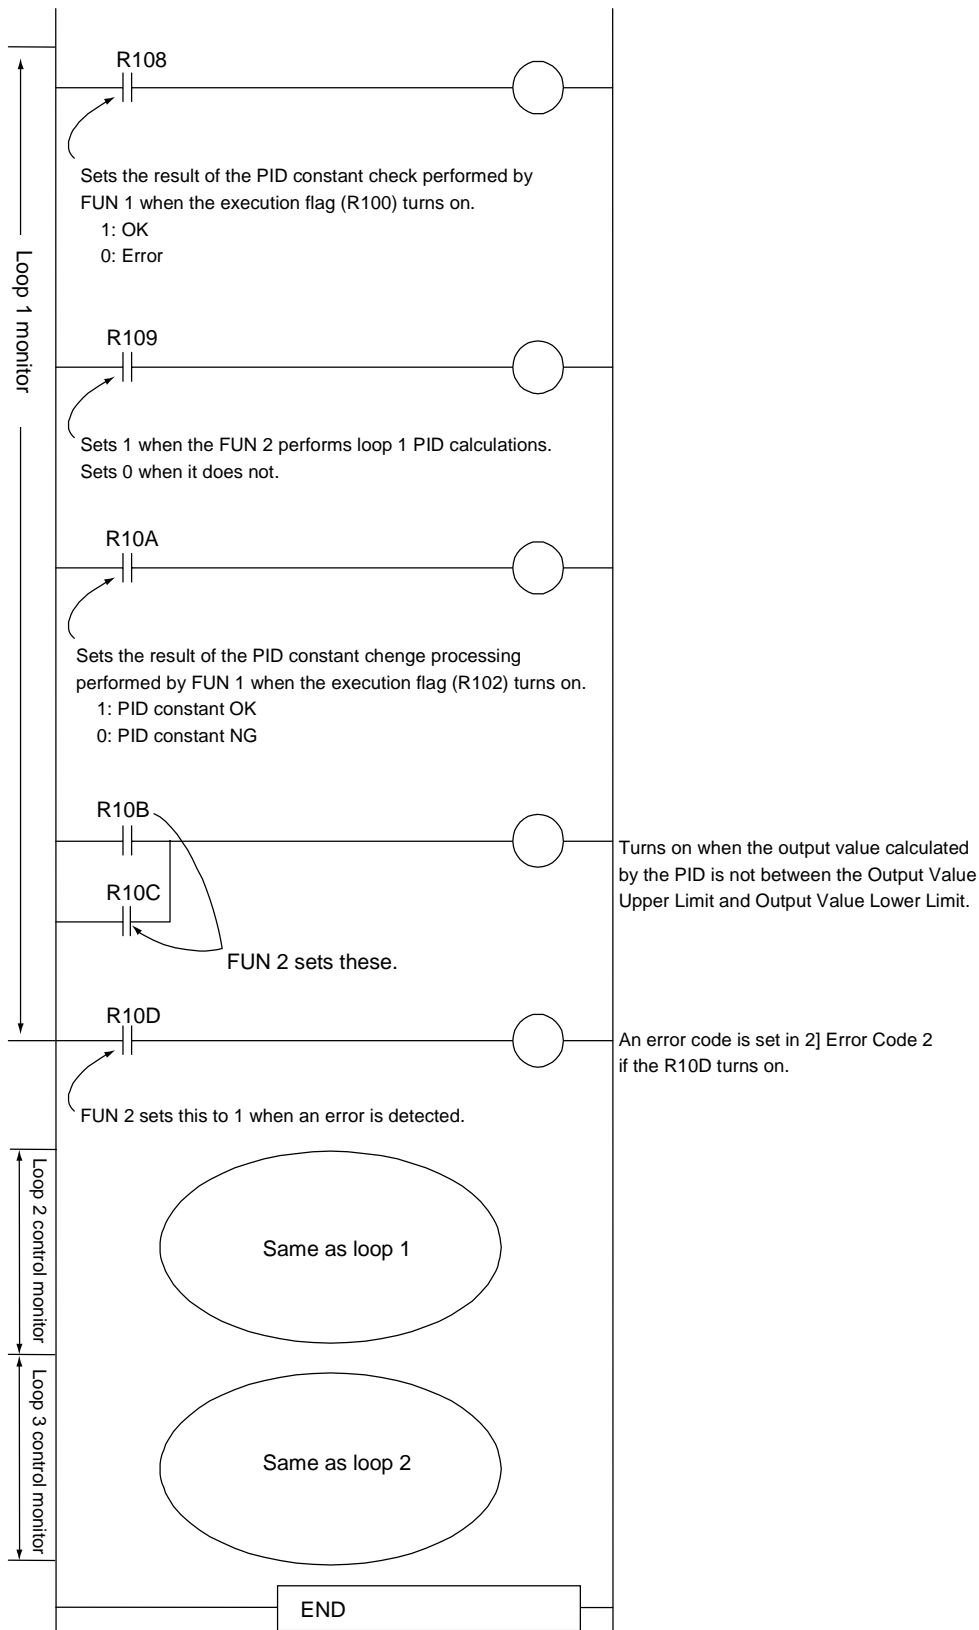 R108
Sets the result of the PID constant check performed by
FUN 1 when the execution flag (R100) turns on.
1: OK
0: Error
Loop 1 monitor
R109
Sets 1 when the FUN 2 performs loop 1 PID calculations.
Sets 0 when it does not.
R10A
Sets the result of the PID constant chenge processing
performed by FUN 1 when the execution flag (R102) turns on.
1: PID constant OK
0: PID constant NG
R10B
Turns on when the output value calculated
by the PID is not between the Output Value
Upper Limit and Output Value Lower Limit.
R10C
FUN 2 sets these.
R10D
An error code is set in 2] Error Code 2
if the R10D turns on.
FUN 2 sets this to 1 when an error is detected.
Loop 2 control monitor
Same as loop 1
Loop 3 control monitor
Same as loop 2
END